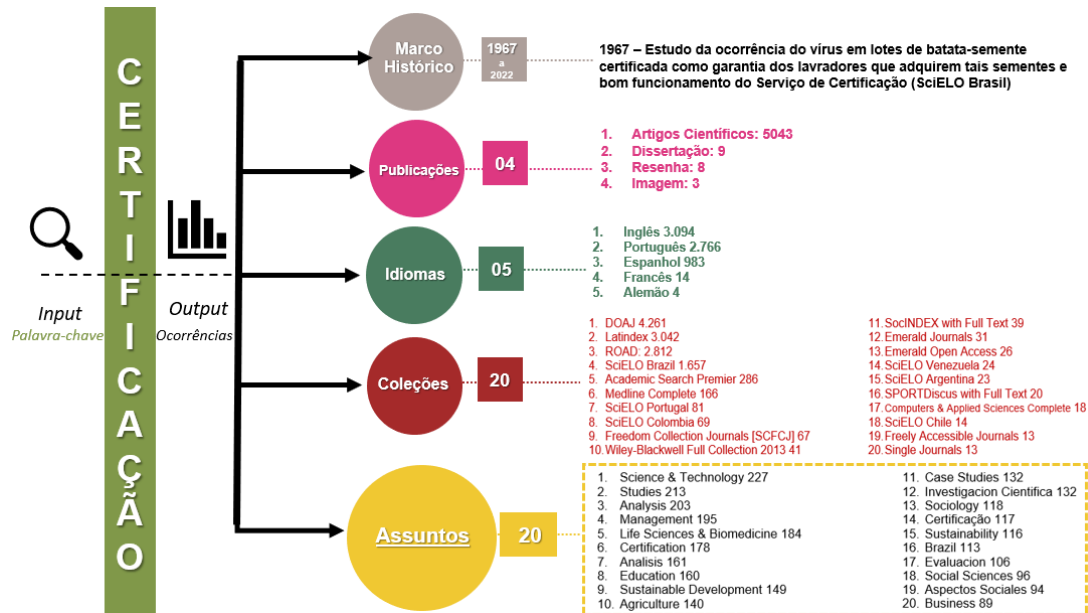 CERTIFICAÇÃO
Input
Palavra-chave
Output
Ocorrências
Marco
Histórico
1967
a
2022
1967 – Estudo da ocorrência do vírus em lotes de batata-semente
certificada como garantia dos lavradores que adquirem tais sementes e
bom funcionamento do Serviço de Certificação (SciELO Brasil)
Publicações
04
1. Artigos Científicos: 5043
2. Dissertação: 9
3. Resenha: 8
4. Imagem: 3
Idiomas
05
1. Inglês 3.094
2. Português 2.766
3. Espanhol 983
4. Francês 14
5. Alemão 4
Coleções
20
1. DOAJ 4.261
2. Latindex 3.042
3. ROAD: 2.812
4. SciELO Brazil 1.657
5. Academic Search Premier 286
6. Medline Complete 166
7. SciELO Portugal 81
8. SciELO Colombia 69
9. Freedom Collection Journals [SCFCJ] 67
10. Wiley-Blackwell Full Collection 2013 41
11. SocINDEX with Full Text 39
12. Emerald Journals 31
13. Emerald Open Access 26
14. SciELO Venezuela 24
15. SciELO Argentina 23
16. SPORTDiscus with Full Text 20
17. Computers & Applied Sciences Complete 18
18. SciELO Chile 14
19. Freely Accessible Journals 13
20. Single Journals 13
Assuntos
20
1. Science & Technology 227
2. Studies 213
3. Analysis 203
4. Management 195
5. Life Sciences & Biomedicine 184
6. Certification 178
7. Analisis 161
8. Education 160
9. Sustainable Development 149
10. Agriculture 140
11. Case Studies 132
12. Investigacion Cientifica 132
13. Sociology 118
14. Certificação 117
15. Sustainability 116
16. Brazil 113
17. Evaluacion 106
18. Social Sciences 96
19. Aspectos Sociales 94
20. Business 89